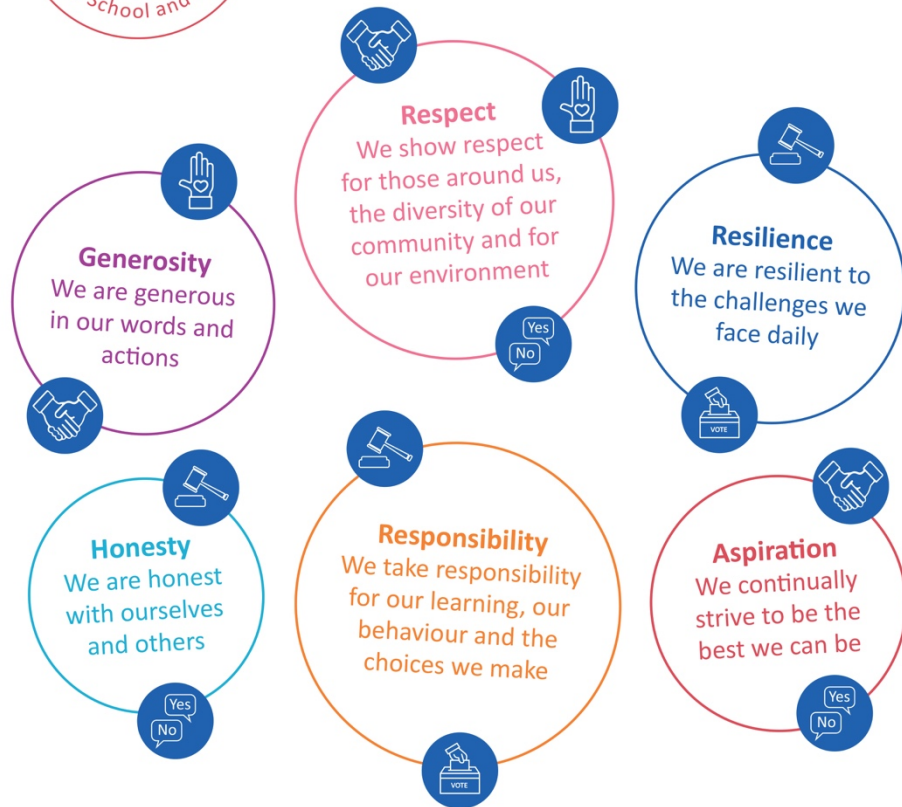 School and
Respect
We show respect
for those around us,
the diversity of our
community and for
our environment
Yes
No
Generosity
We are generous
in our words and
actions
Resilience
We are resilient to
the challenges we
face daily
VOTE
Honesty
We are honest
with ourselves
and others
Yes
No
Responsibility
We take responsibility
for our learning, our
behaviour and the
choices we make
VOTE
Aspiration
We continually
strive to be the
best we can be
Yes
No